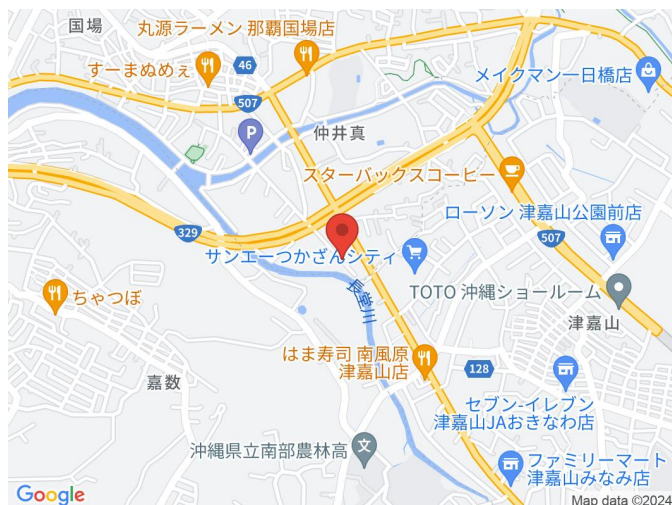 国場
丸源ラーメン 那覇国場店
すーまぬめぇ
46
507
メイクマン一日橋店
P
仲井真
スターバックスコーヒー
ローソン 津嘉山公園前店
329
507
サンエーつかざんシティ
TOTO 沖縄ショールーム
長堂川
ちゃつぼ
津嘉山
はま寿司 南風原
津嘉山店
嘉数
128
セブン-イレブン
津嘉山JAおきなわ店
沖縄県立南部農林高
文
ファミリーマート
津嘉山みなみ店
Google
Map data ©2024